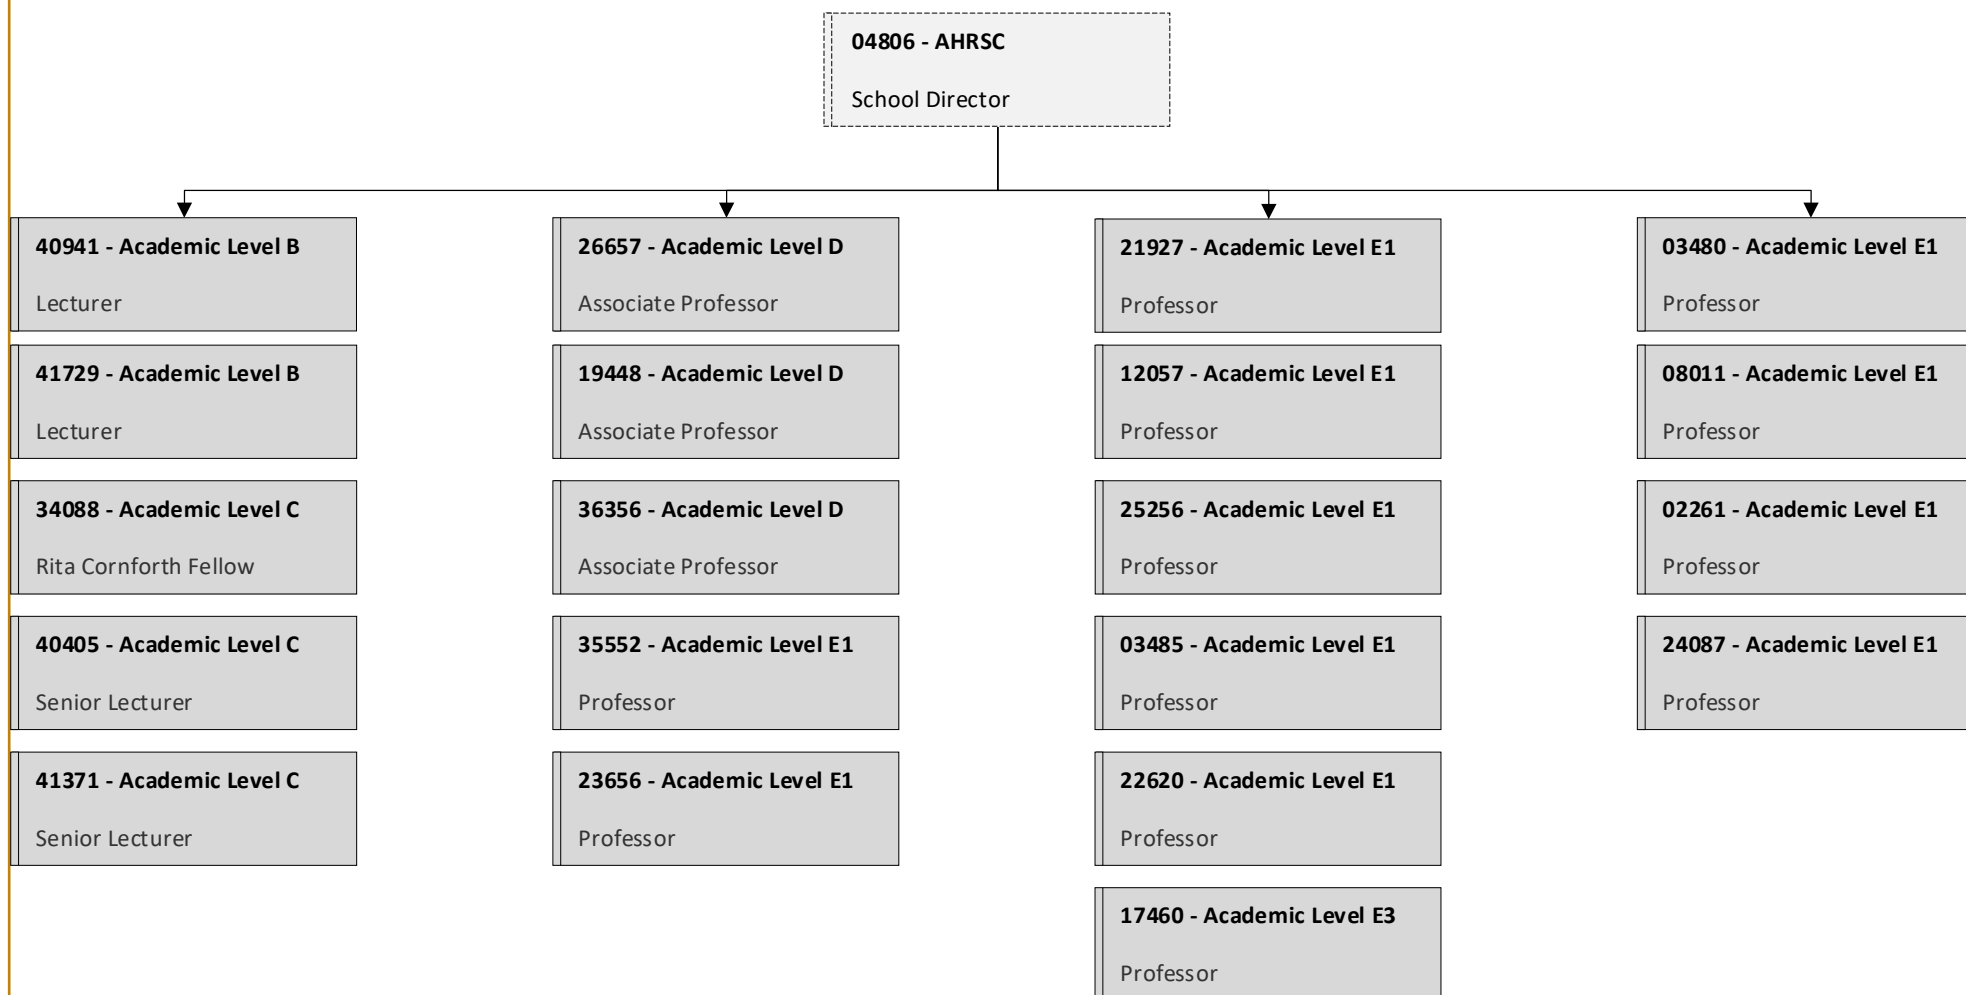 04806 - AHRSC
School Director
40941 - Academic Level B
Lecturer
41729 - Academic Level B
Lecturer
34088 - Academic Level C
Rita Cornforth Fellow
40405 - Academic Level C
Senior Lecturer
41371 - Academic Level C
Senior Lecturer
26657 - Academic Level D
Associate Professor
19448 - Academic Level D
Associate Professor
36356 - Academic Level D
Associate Professor
35552 - Academic Level E1
Professor
23656 - Academic Level E1
Professor
21927 - Academic Level E1
Professor
12057 - Academic Level E1
Professor
25256 - Academic Level E1
Professor
03485 - Academic Level E1
Professor
22620 - Academic Level E1
Professor
17460 - Academic Level E3
Professor
03480 - Academic Level E1
Professor
08011 - Academic Level E1
Professor
02261 - Academic Level E1
Professor
24087 - Academic Level E1
Professor